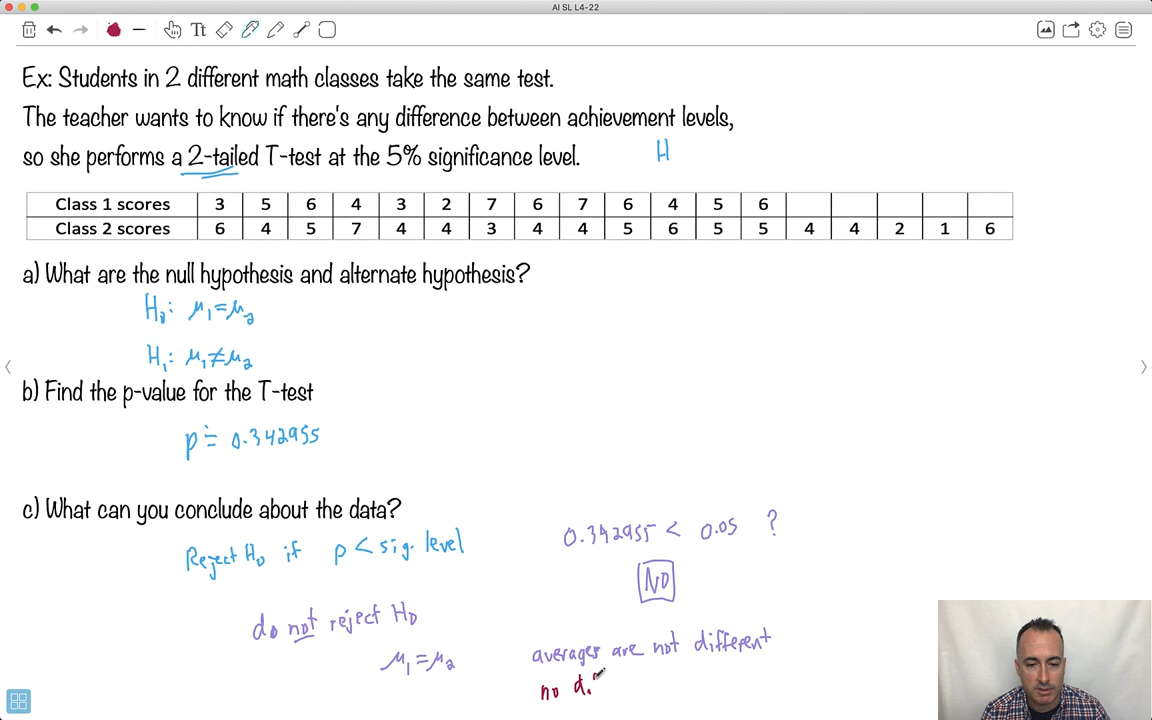 AI SL L4-22
Tt
Ex: Students in 2 different math classes take the same test.
The teacher wants to know if there's any difference between achievement levels,
so she performs a 2-tailed T-test at the 5% significance level.
H
Class 1 scores 3 5 6 4 3 2 7 6 7 6 4 5 6
Class 2 scores 6 4 5 7 4 4 3 4 4 5 6 5 5 4 4 2 1 6
a) What are the null hypothesis and alternate hypothesis?
H₀: μ₁=μ₂
H₁: μ₁≠μ₂
b) Find the p-value for the T-test
p ≐ 0.342955
c) What can you conclude about the data?
Reject H₀ if p < sig. level
0.342955 < 0.05 ?
NO
do not reject H₀
μ₁=μ₂
averages are not different
no d